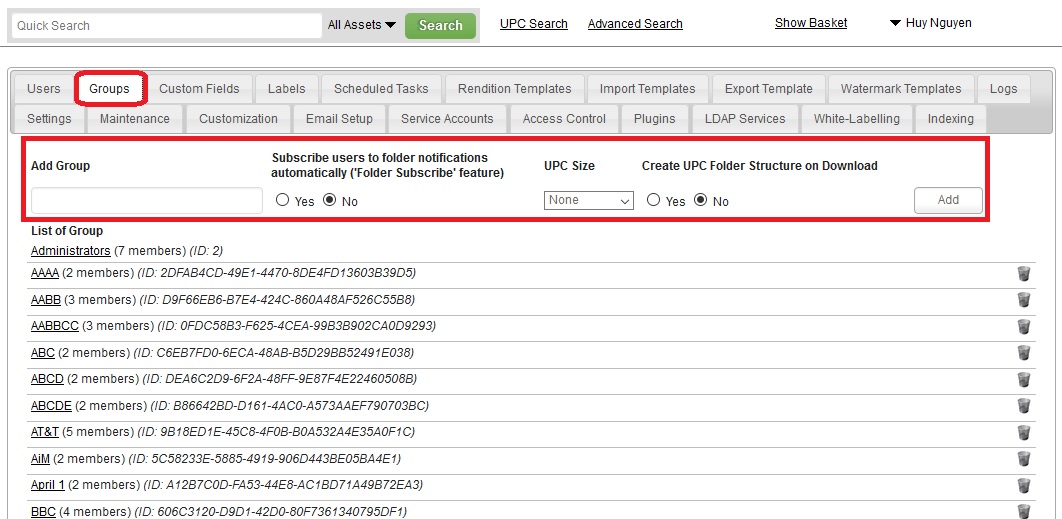 Quick Search All Assets Search UPC Search Advanced Search Show Basket Huy Nguyen
Users Groups Custom Fields Labels Scheduled Tasks Rendition Templates Import Templates Export Template Watermark Templates Logs
Settings Maintenance Customization Email Setup Service Accounts Access Control Plugins LDAP Services White-Labelling Indexing
Add Group
Subscribe users to folder notifications
automatically ('Folder Subscribe' feature)
UPC Size
Create UPC Folder Structure on Download
Yes No None Yes No Add
List of Group
Administrators (7 members) (ID: 2)
AAAA (2 members) (ID: 2DFAB4CD-49E1-4470-8DE4FD13603B39D5)
AABB (3 members) (ID: D9F66EB6-B7E4-424C-860A48AF526C55B8)
AABBCC (3 members) (ID: 0FDC58B3-F625-4CEA-99B3B902CA0D9293)
ABC (2 members) (ID: C6EB7FD0-6ECA-48AB-B5D29BB52491E038)
ABCD (2 members) (ID: DEA6C2D9-6F2A-48FF-9E87F4E22460508B)
ABCDE (2 members) (ID: B86642BD-D161-4AC0-A573AAEF790703BC)
AT&T (5 members) (ID: 9B18ED1E-45C8-4F0B-B0A532A4E35A0F1C)
AiM (2 members) (ID: 5C58233E-5885-4919-906D443BE05BA4E1)
April 1 (2 members) (ID: A12B7C0D-FA53-44E8-AC1BD71A49B72EA3)
BBC (4 members) (ID: 606C3120-D9D1-42D0-80F7361340795DF1)